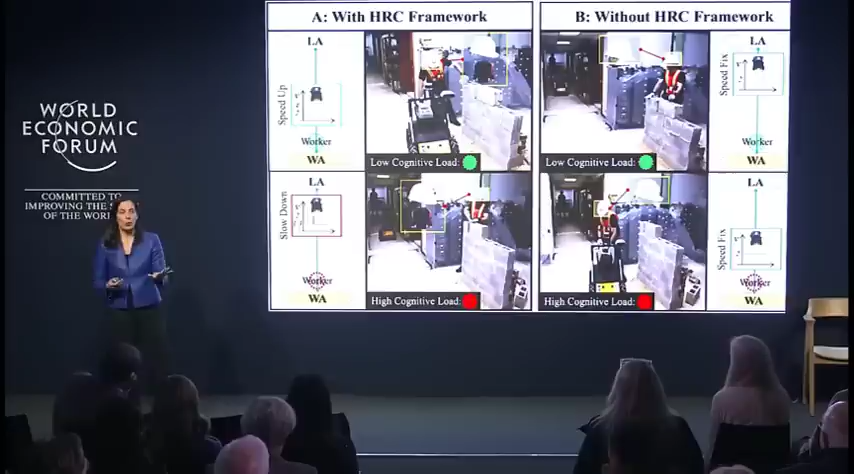 A: With HRC Framework
B: Without HRC Framework
LA
Speed Up
Worker
WA
Low Cognitive Load:
Low Cognitive Load:
LA
Speed Fix
Worker
WA
LA
Slow Down
Worker
WA
High Cognitive Load:
High Cognitive Load:
LA
Speed Fix
Worker
WA
WORLD
ECONOMIC
FORUM
COMMITTED TO
IMPROVING THE
OF THE